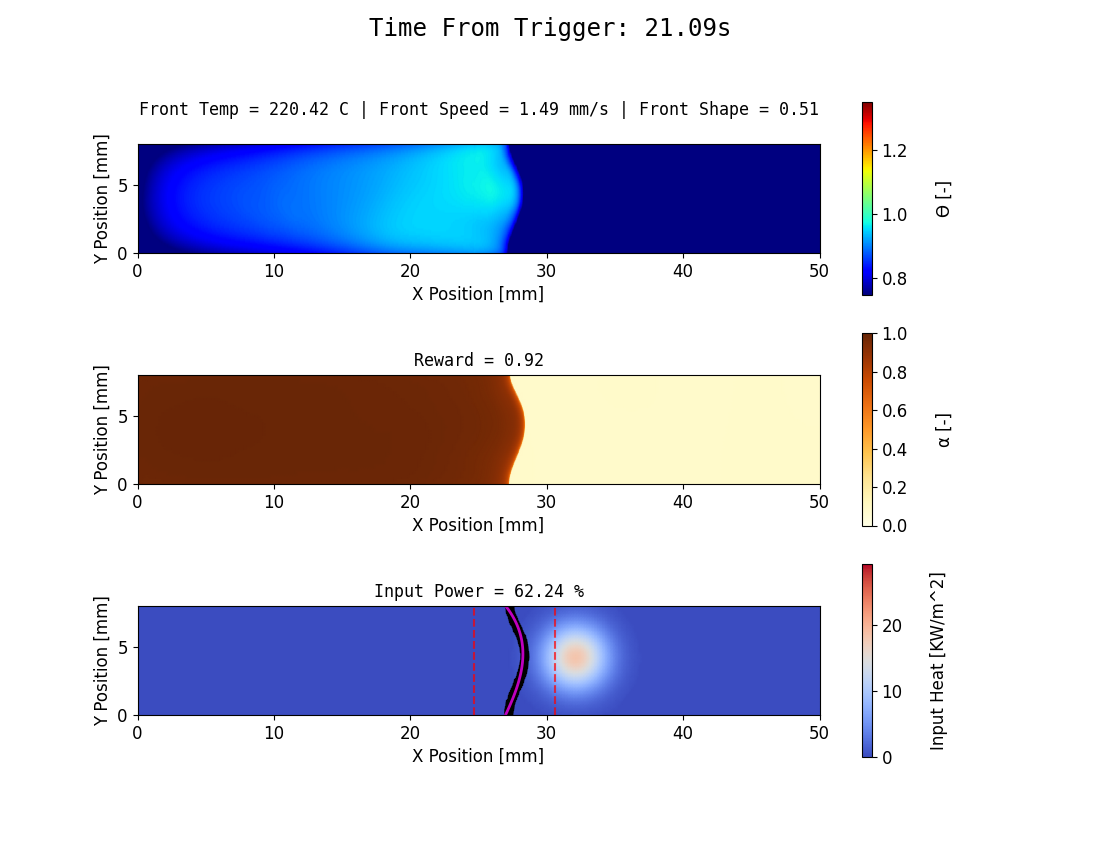 Time From Trigger: 21.09s
Front Temp = 220.42 C | Front Speed = 1.49 mm/s | Front Shape = 0.51
Y Position [mm]
5
0
0 10 20 30 40 50
X Position [mm]
1.2
1.0
0.8
Θ [-]
Reward = 0.92
Y Position [mm]
5
0
0 10 20 30 40 50
X Position [mm]
1.0
0.8
0.6
0.4
0.2
0.0
α [-]
Input Power = 62.24 %
Y Position [mm]
5
0
0 10 20 30 40 50
X Position [mm]
20
10
0
Input Heat [KW/m^2]